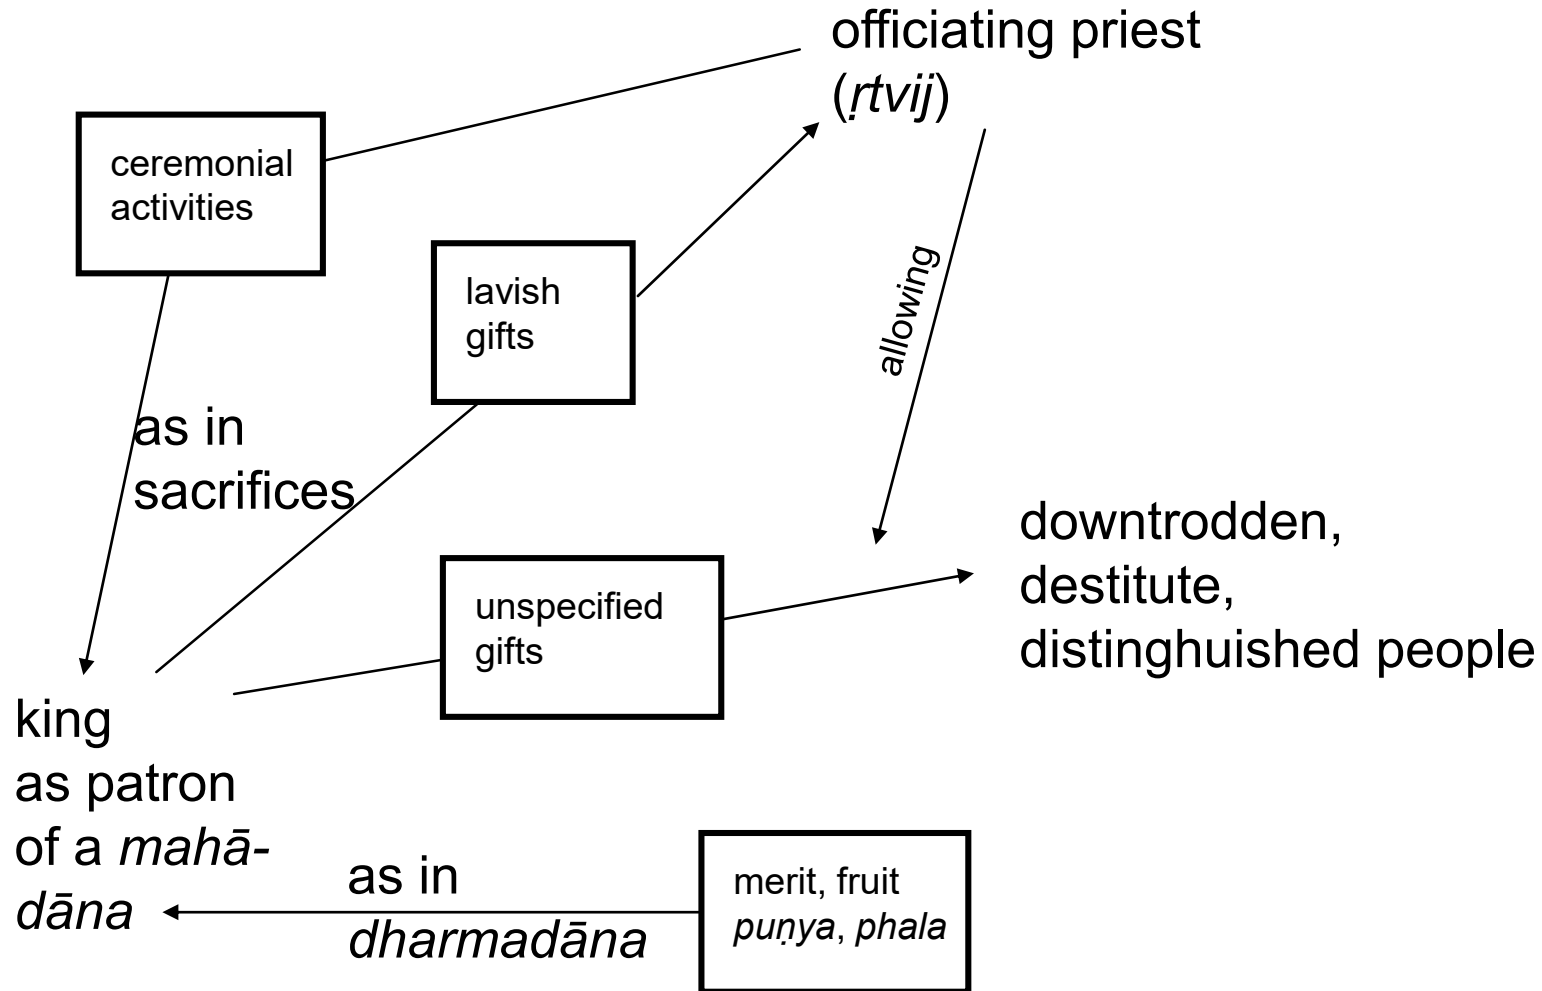 officiating priest
(ṛtvij)
ceremonial
activities
lavish
gifts
allowing
as in
sacrifices
downtrodden,
destitute,
distinghuished people
unspecified
gifts
king
as patron
of a mahā-
dāna
as in
dharmadāna
merit, fruit
puṇya, phala